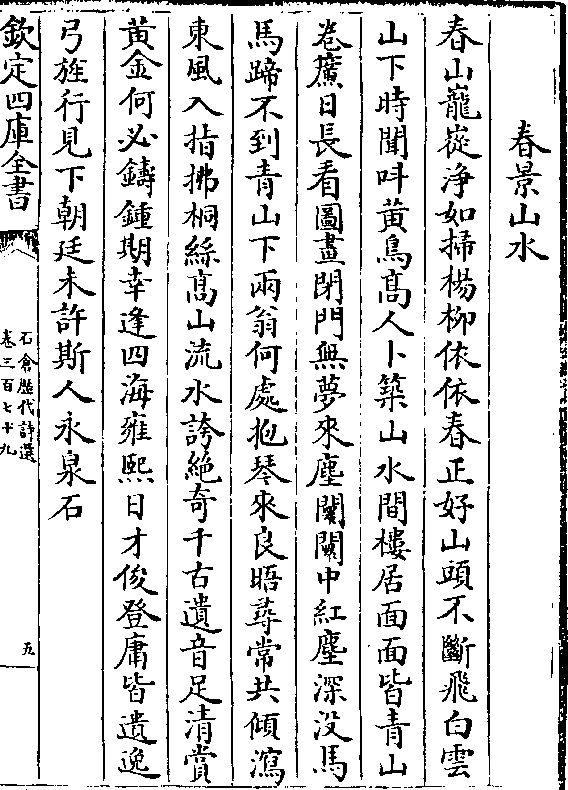 春景山水
春山巃嵸淨如掃楊柳依依春正好山頭不斷飛白雲
山下時聞呌黃鳥髙人卜築山水間樓居面面皆青山
卷簾日長看圖畫閉門無夢來塵闤闤中紅塵深没馬
馬蹄不到青山下兩翁何處抱琴來良晤尋常共傾瀉
東風入指拂桐絲髙山流水誇絶奇千古遺音足清賞
黃金何必鑄鍾期幸逢四海雍熙日才俊登庸皆遺逸
弓旌行見下朝廷未許斯人永泉石
欽定四庫全書
石倉歴代詩選
卷三百七十九
五